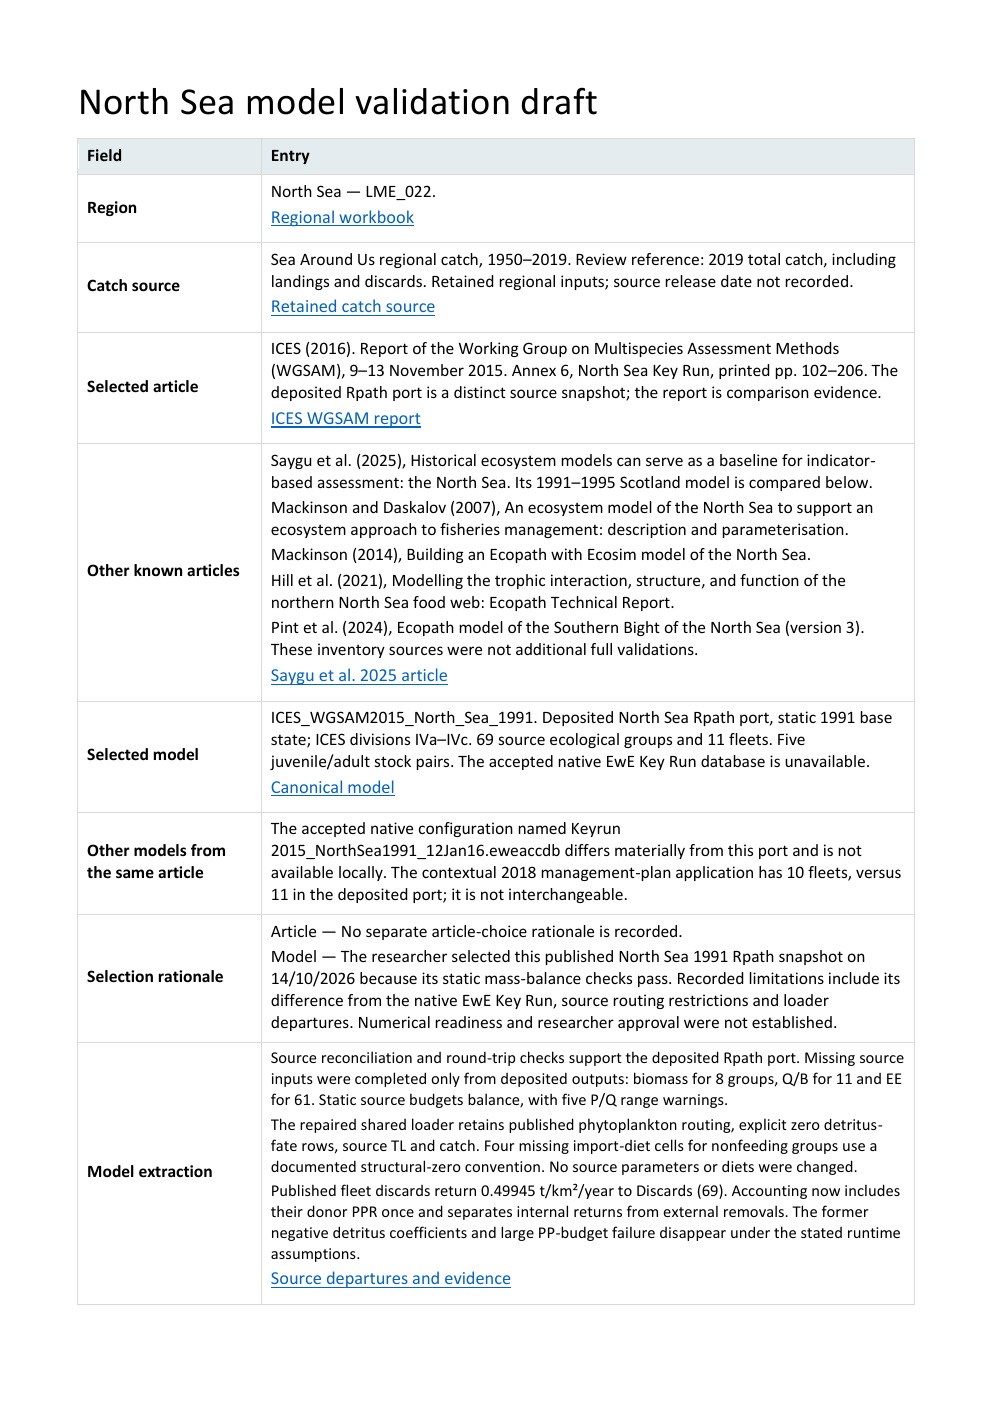 North Sea model validation draft
Field
Entry
Region
North Sea — LME_022.
Regional workbook
Catch source
Sea Around Us regional catch, 1950–2019. Review reference: 2019 total catch, including
landings and discards. Retained regional inputs; source release date not recorded.
Retained catch source
Selected article
ICES (2016). Report of the Working Group on Multispecies Assessment Methods
(WGSAM), 9–13 November 2015. Annex 6, North Sea Key Run, printed pp. 102–206. The
deposited Rpath port is a distinct source snapshot; the report is comparison evidence.
ICES WGSAM report
Other known articles
Saygu et al. (2025), Historical ecosystem models can serve as a baseline for indicator-
based assessment: the North Sea. Its 1991–1995 Scotland model is compared below.
Mackinson and Daskalov (2007), An ecosystem model of the North Sea to support an
ecosystem approach to fisheries management: description and parameterisation.
Mackinson (2014), Building an Ecopath with Ecosim model of the North Sea.
Hill et al. (2021), Modelling the trophic interaction, structure, and function of the
northern North Sea food web: Ecopath Technical Report.
Pint et al. (2024), Ecopath model of the Southern Bight of the North Sea (version 3).
These inventory sources were not additional full validations.
Saygu et al. 2025 article
Selected model
ICES_WGSAM2015_North_Sea_1991. Deposited North Sea Rpath port, static 1991 base
state; ICES divisions IVa–IVc. 69 source ecological groups and 11 fleets. Five
juvenile/adult stock pairs. The accepted native EwE Key Run database is unavailable.
Canonical model
Other models from
the same article
The accepted native configuration named Keyrun
2015_NorthSea1991_12Jan16.eweaccdb differs materially from this port and is not
available locally. The contextual 2018 management-plan application has 10 fleets, versus
11 in the deposited port; it is not interchangeable.
Selection rationale
Article — No separate article-choice rationale is recorded.
Model — The researcher selected this published North Sea 1991 Rpath snapshot on
14/10/2026 because its static mass-balance checks pass. Recorded limitations include its
difference from the native EwE Key Run, source routing restrictions and loader
departures. Numerical readiness and researcher approval were not established.
Model extraction
Source reconciliation and round-trip checks support the deposited Rpath port. Missing source
inputs were completed only from deposited outputs: biomass for 8 groups, Q/B for 11 and EE
for 61. Static source budgets balance, with five P/Q range warnings.
The repaired shared loader retains published phytoplankton routing, explicit zero detritus-
fate rows, source TL and catch. Four missing import-diet cells for nonfeeding groups use a
documented structural-zero convention. No source parameters or diets were changed.
Published fleet discards return 0.49945 t/km²/year to Discards (69). Accounting now includes
their donor PPR once and separates internal returns from external removals. The former
negative detritus coefficients and large PP-budget failure disappear under the stated runtime
assumptions.
Source departures and evidence